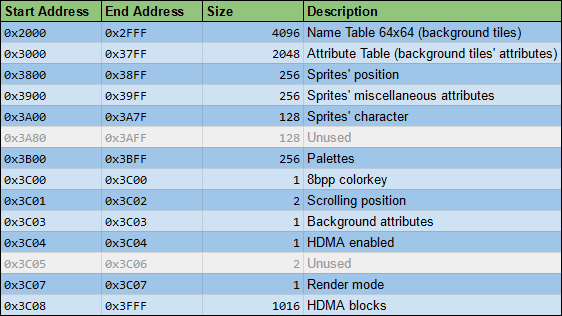 Start Address End Address Size Description
0x2000 0x2FFF 4096 Name Table 64x64 (background tiles)
0x3000 0x37FF 2048 Attribute Table (background tiles' attributes)
0x3800 0x38FF 256 Sprites' position
0x3900 0x39FF 256 Sprites' miscellaneous attributes
0x3A00 0x3A7F 128 Sprites' character
0x3A80 0x3AFF 128 Unused
0x3B00 0x3BFF 256 Palettes
0x3C00 0x3C00 1 8bpp colorkey
0x3C01 0x3C02 2 Scrolling position
0x3C03 0x3C03 1 Background attributes
0x3C04 0x3C04 1 HDMA enabled
0x3C05 0x3C06 2 Unused
0x3C07 0x3C07 1 Render mode
0x3C08 0x3FFF 1016 HDMA blocks